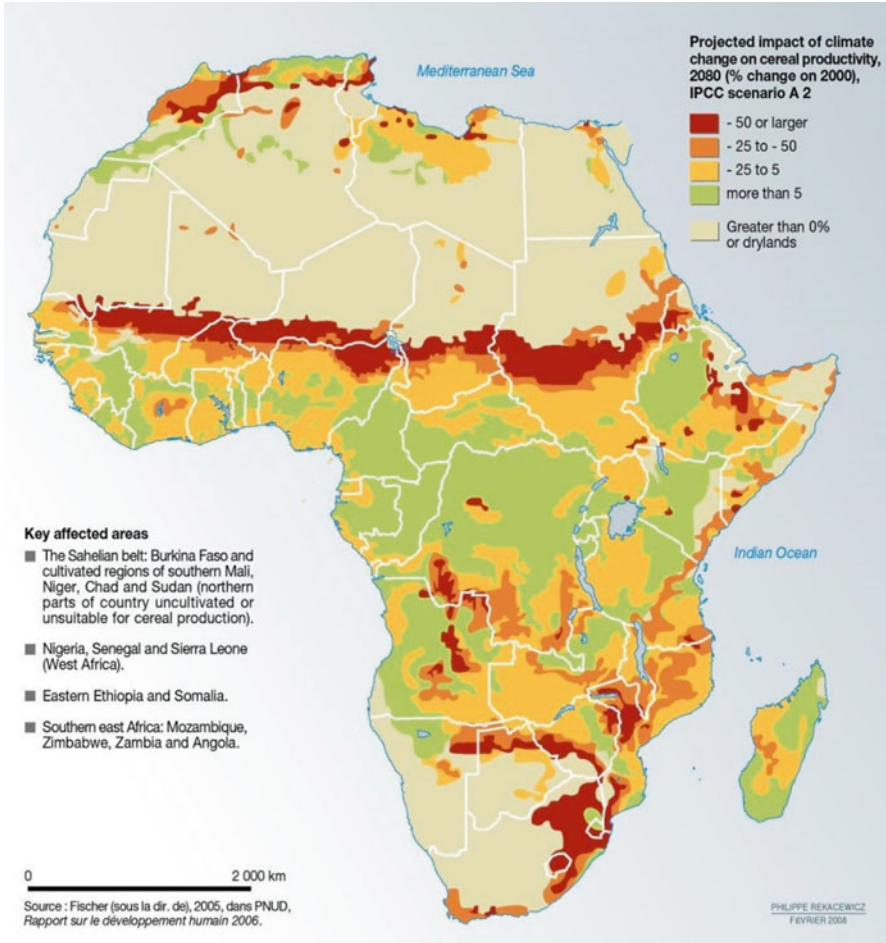 Projected impact of climate
change on cereal productivity,
2080 (% change on 2000),
IPCC scenario A 2
- 50 or larger
- 25 to - 50
- 25 to 5
more than 5
Greater than 0%
or drylands
Mediterranean Sea
Indian Ocean
Key affected areas
The Sahelian belt: Burkina Faso and
cultivated regions of southern Mali,
Niger, Chad and Sudan (northern
parts of country uncultivated or
unsuitable for cereal production).
Nigeria, Senegal and Sierra Leone
(West Africa).
Eastern Ethiopia and Somalia.
Southern east Africa: Mozambique,
Zimbabwe, Zambia and Angola.
0 2 000 km
Source : Fischer (sous la dir. de), 2005, dans PNUD,
Rapport sur le développement humain 2006.
PHILIPPE REKACEWICZ
FÉVRIER 2008